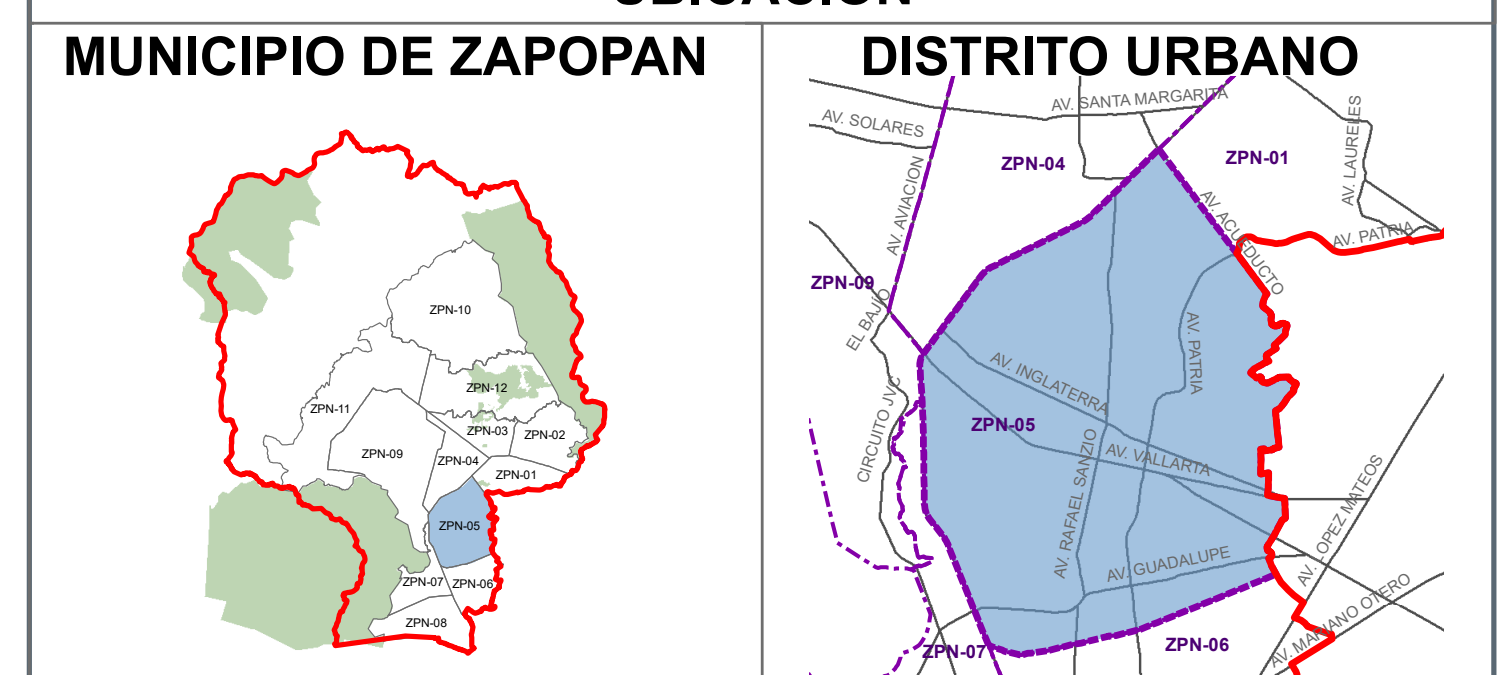 UBICACIÓN
MUNICIPIO DE ZAPOPAN
ZPN-10
ZPN-12
ZPN-11
ZPN-03
ZPN-02
ZPN-09
ZPN-04
ZPN-01
ZPN-05
ZPN-07
ZPN-06
ZPN-08
DISTRITO URBANO
AV. SANTA MARGARITA
AV. SOLARES
AV. LAURELES
ZPN-04
ZPN-01
AV. AVIACION
AV. ACUEDUCTO
AV. PATRIA
ZPN-09
EL BAJÍO
AV. PATRIA
AV. INGLATERRA
CIRCUITO JVC
ZPN-05
AV. VALLARTA
AV. RAFAEL SANZIO
AV. LOPEZ MATEOS
AV. GUADALUPE
AV. MARIANO OTERO
ZPN-07
ZPN-06